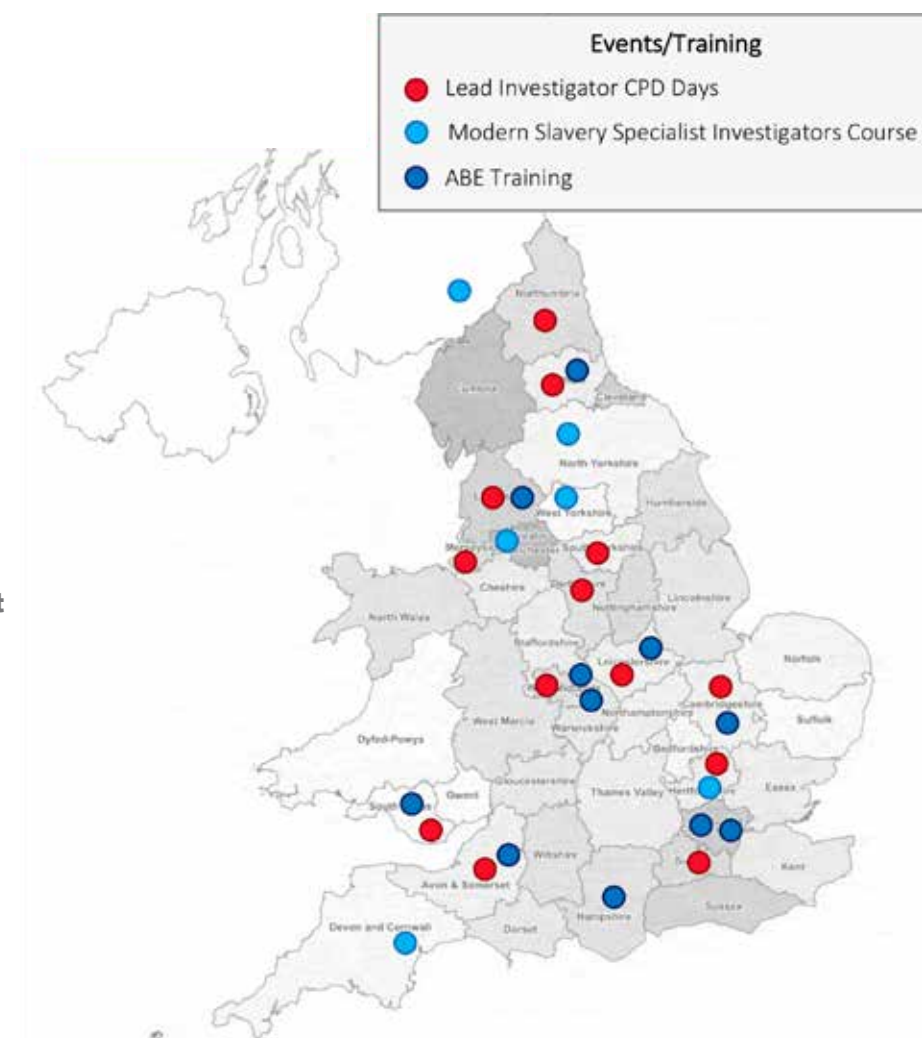 Events/Training
Lead Investigator CPD Days
Modern Slavery Specialist Investigators Course
ABE Training
Northumbria
Cumbria
Cleveland
North Yorkshire
West Yorkshire
Humberside
Cheshire
Lincolnshire
Nottinghamshire
North Wales
Staffordshire
Norfolk
Leicestershire
Cambridgeshire
Northamptonshire
Suffolk
West Mercia
Warwickshire
Dyfed-Powys
Bedfordshire
Gloucestershire
Thames Valley
Essex
Gwent
Wiltshire
Kent
Avon & Somerset
Hampshire
Sussex
Devon and Cornwall
Dorset
t